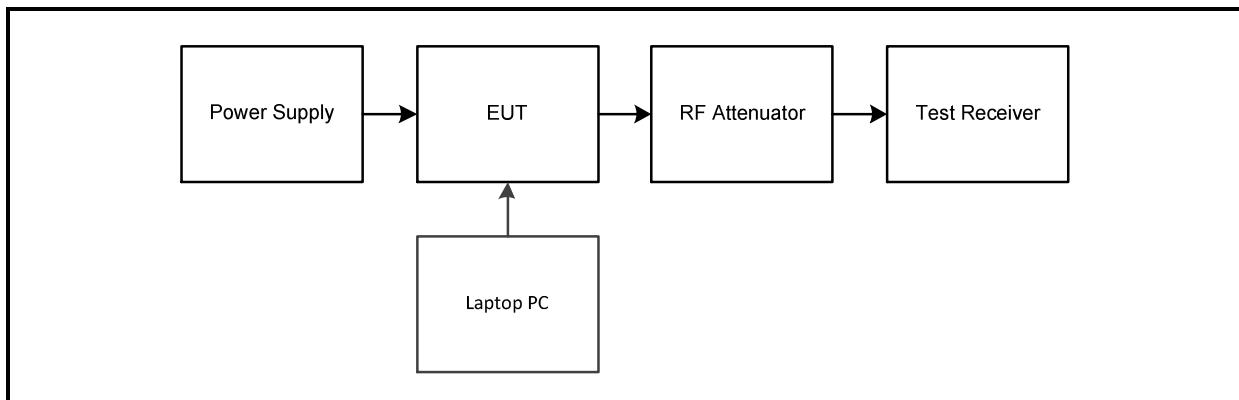 Power Supply
EUT
RF Attenuator
Test Receiver
Laptop PC